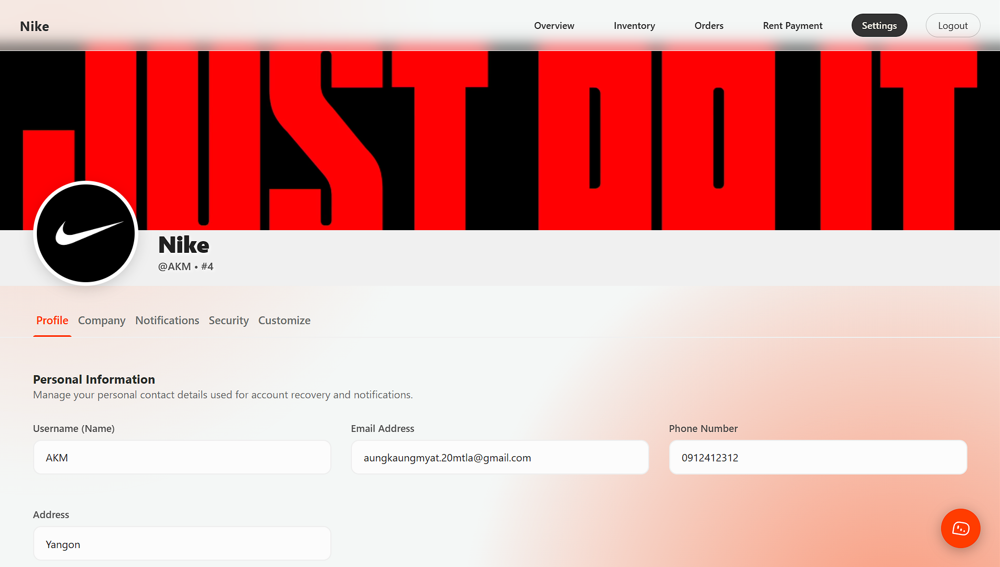 Nike
Overview Inventory Orders Rent Payment Settings Logout
JUST DO IT
Nike
@AKM • #4
Profile Company Notifications Security Customize
Personal Information
Manage your personal contact details used for account recovery and notifications.
Username (Name) Email Address Phone Number
AKM aungkaungmyat.20mtla@gmail.com 0912412312
Address
Yangon